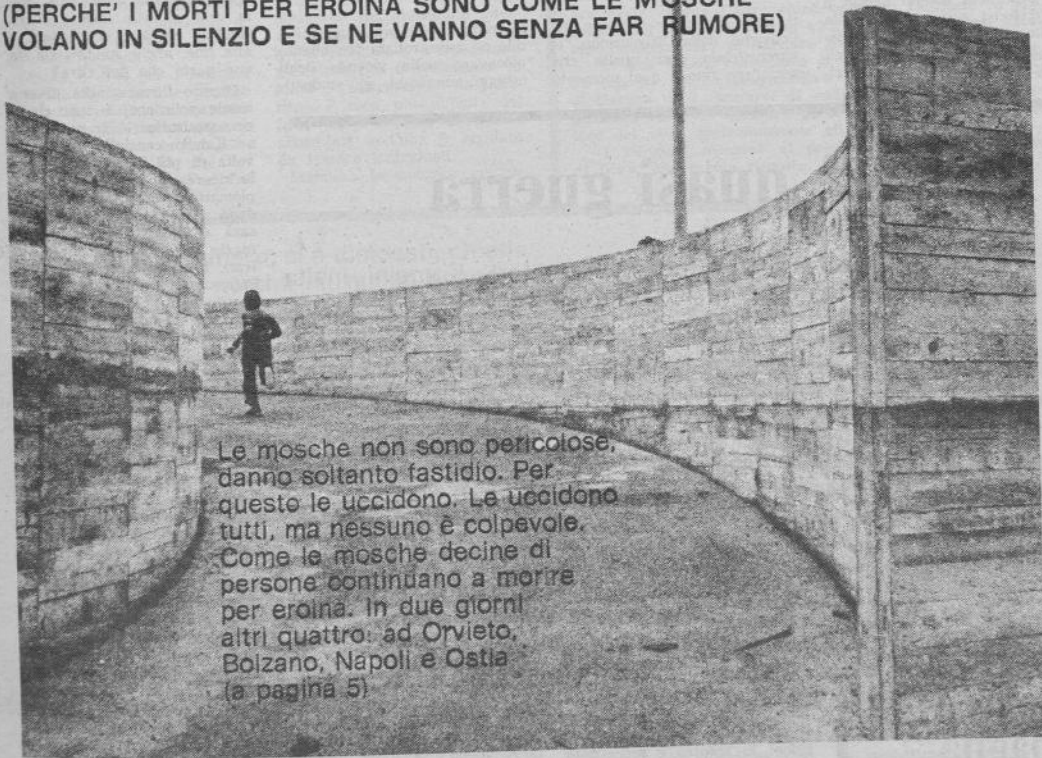 (PERCHE' I MORTI PER EROINA SONO COME LE MOSCHE
VOLANO IN SILENZIO E SE NE VANNO SENZA FAR RUMORE)
quasi guerra
Le mosche non sono pericolose,
danno soltanto fastidio. Per
questo le uccidono. Le uccidono
tutti, ma nessuno è colpevole.
Come le mosche decine di
persone continuano a morire
per eroina. In due giorni
altri quattro: ad Orvieto,
Bolzano, Napoli e Ostia
(a pagina 5)